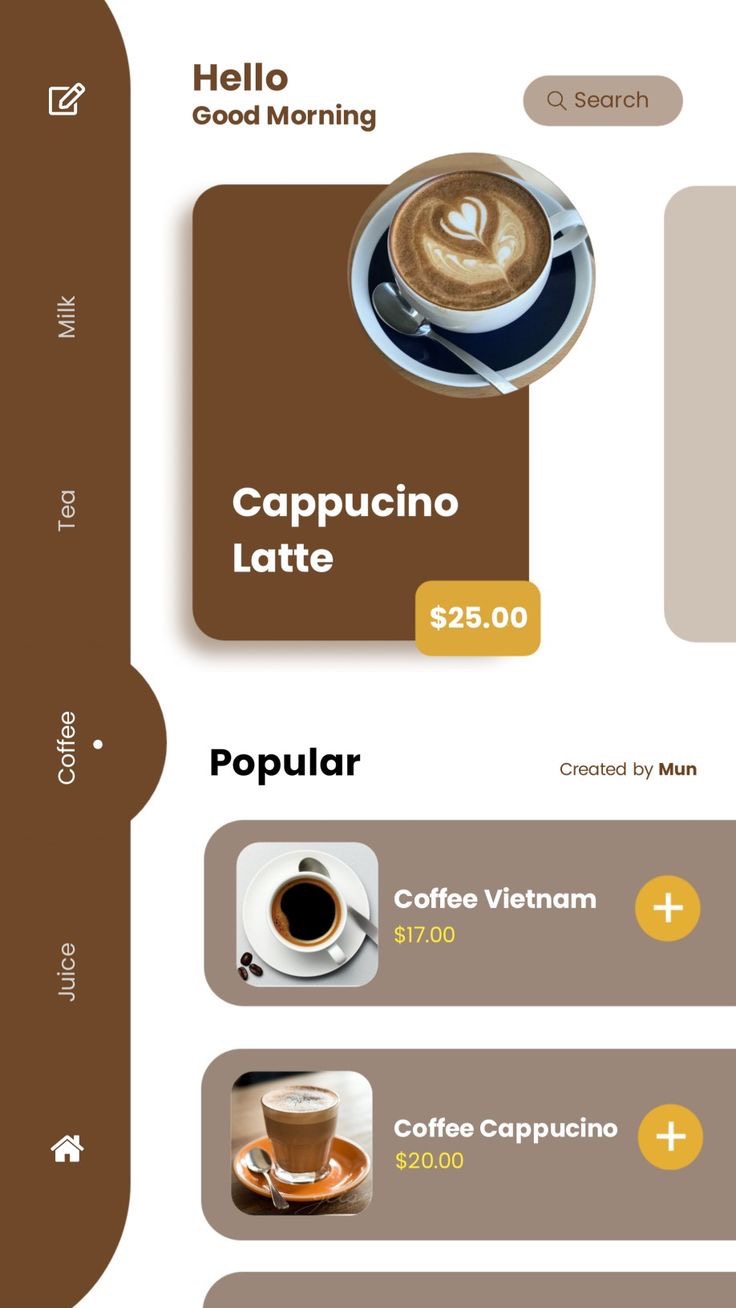 Hello
Good Morning
Search
Milk
Tea
Coffee
Juice
Cappucino
Latte
$25.00
Popular
Created by Mun
Coffee Vietnam
$17.00
Coffee Cappucino
$20.00